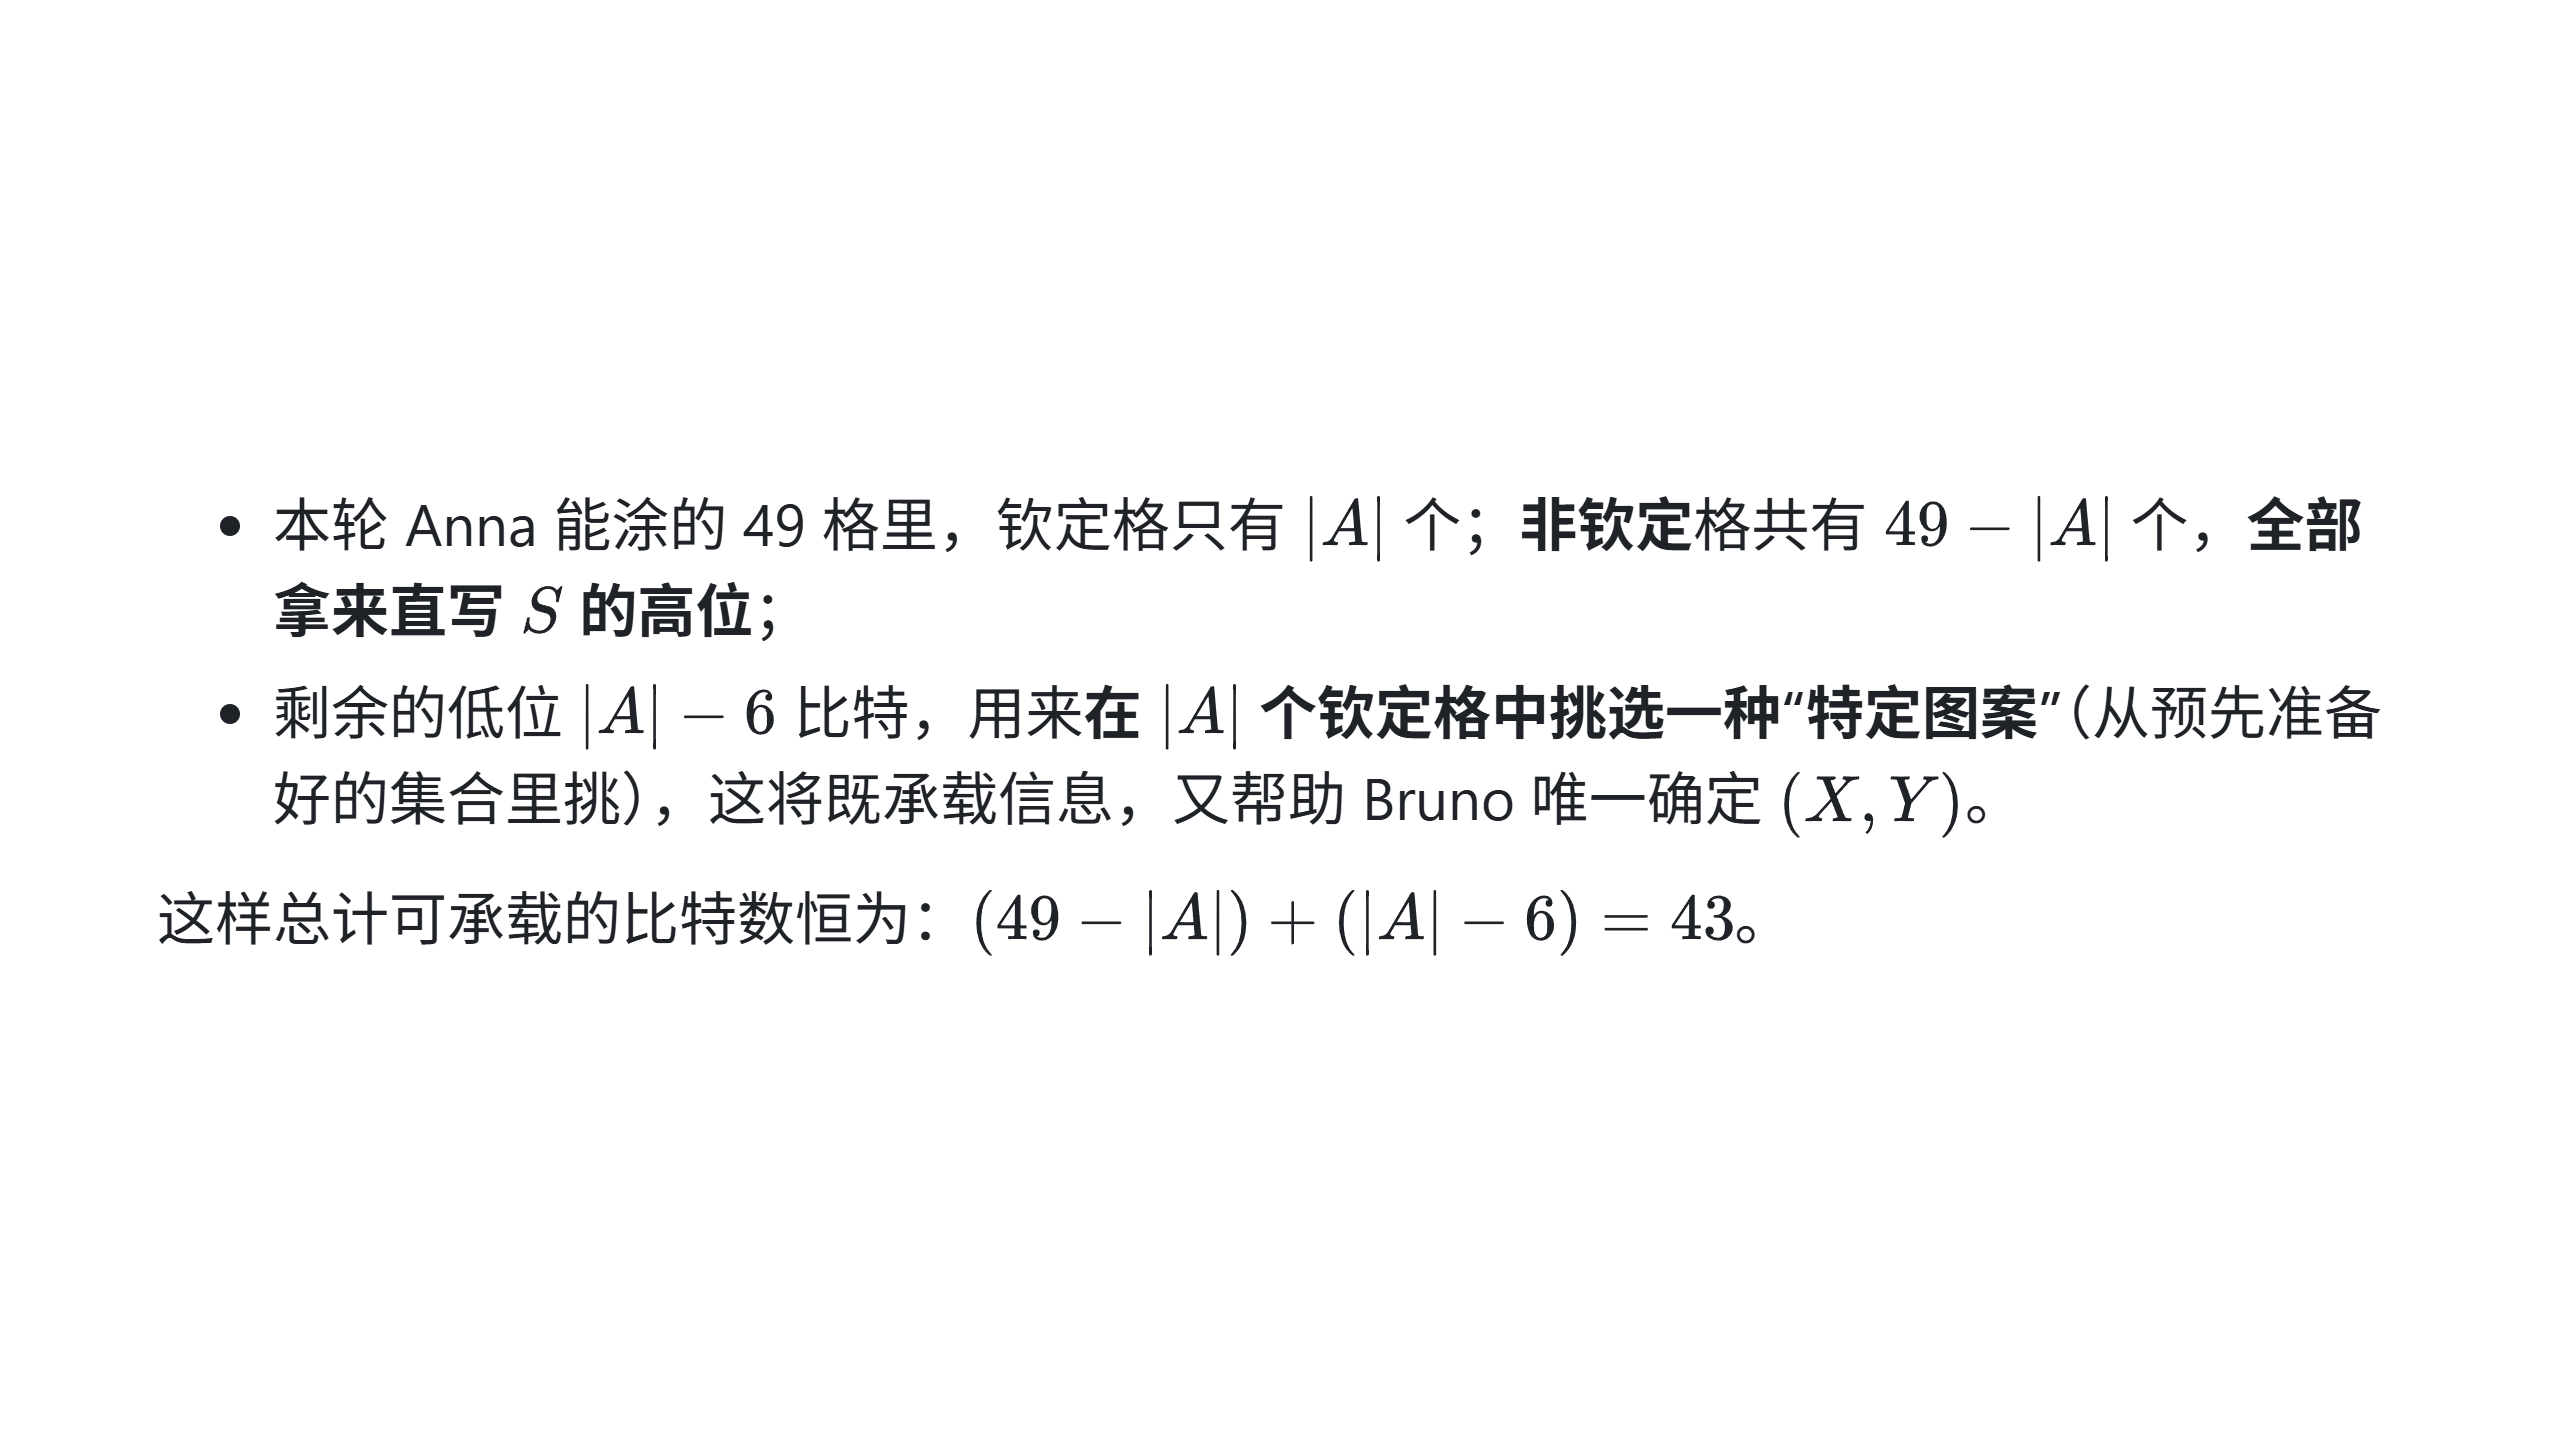 • 本轮 Anna 能涂的 49 格里，钦定格只有 |A| 个；非钦定格共有 49 − |A| 个，全部
拿来直写 S 的高位；
• 剩余的低位 |A| − 6 比特，用来在 |A| 个钦定格中挑选一种“特定图案”（从预先准备
好的集合里挑），这将既承载信息，又帮助 Bruno 唯一确定 (X, Y)。
这样总计可承载的比特数恒为：(49 − |A|) + (|A| − 6) = 43。